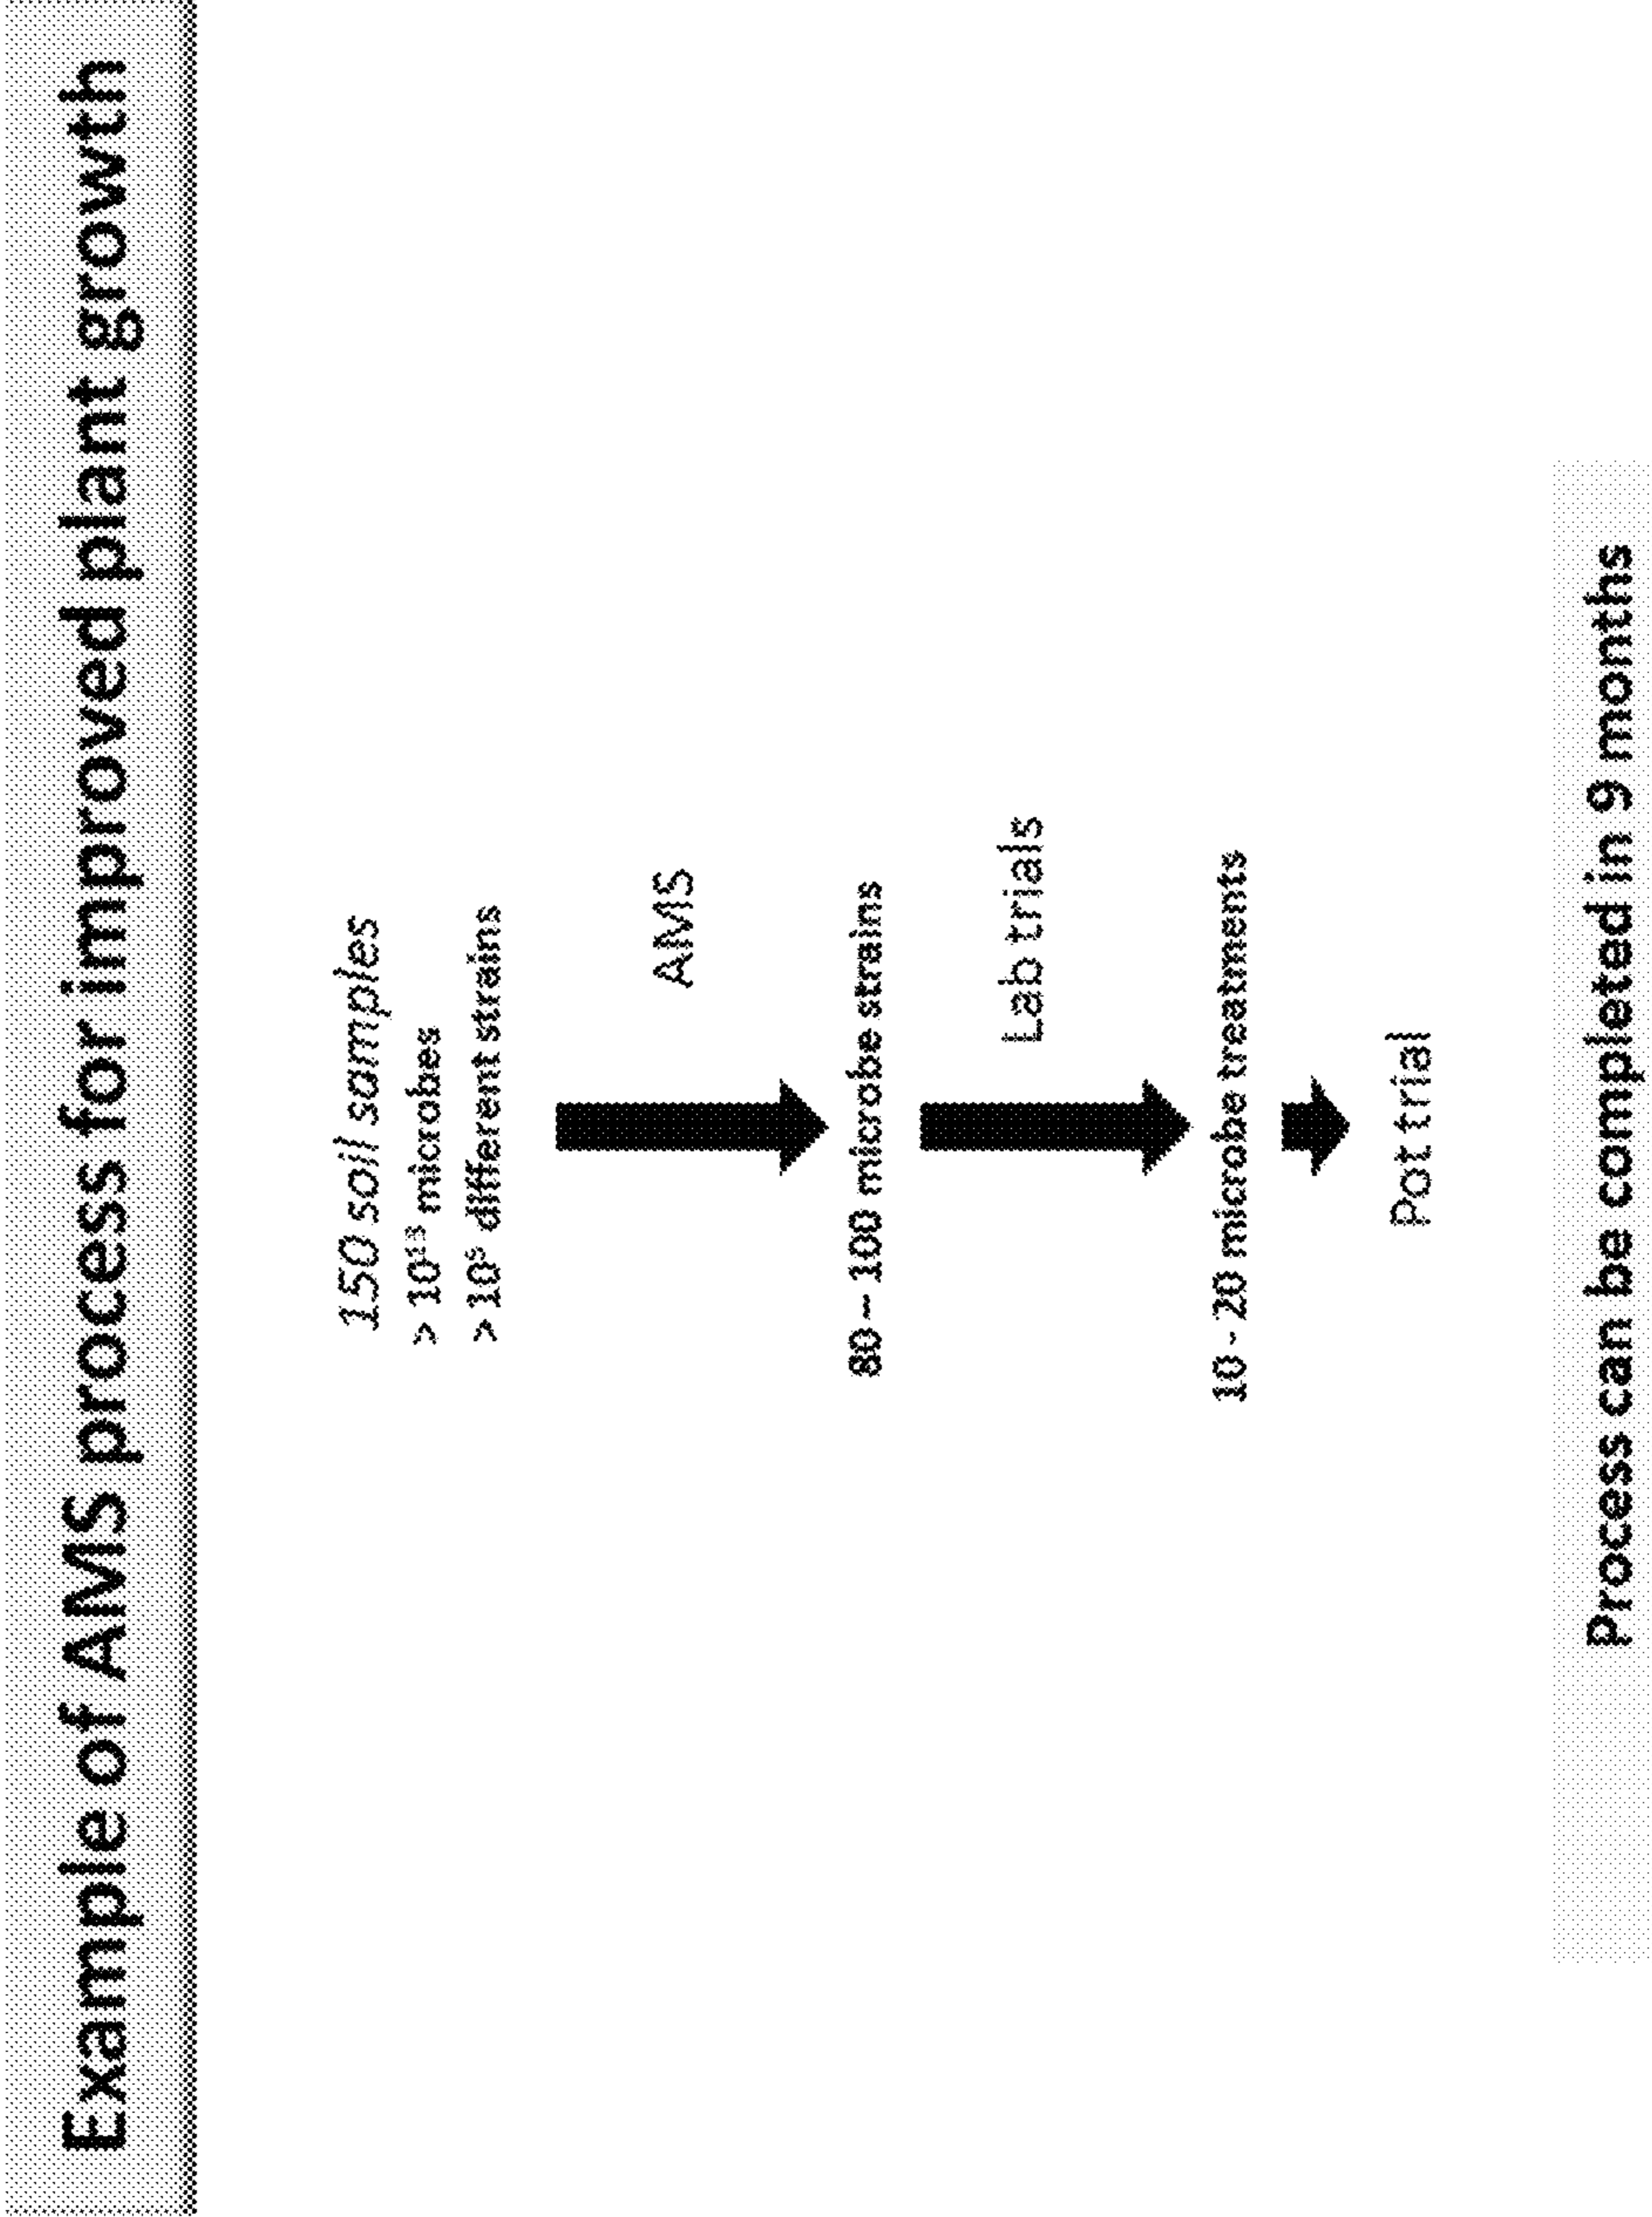 Example of AMS process for improved plant growth
150 soil samples
> 10¹³ microbes
> 10⁵ different strains
AMS
80 – 100 microbe strains
Lab trials
10 - 20 microbe treatments
Pot trial
Process can be completed in 9 months